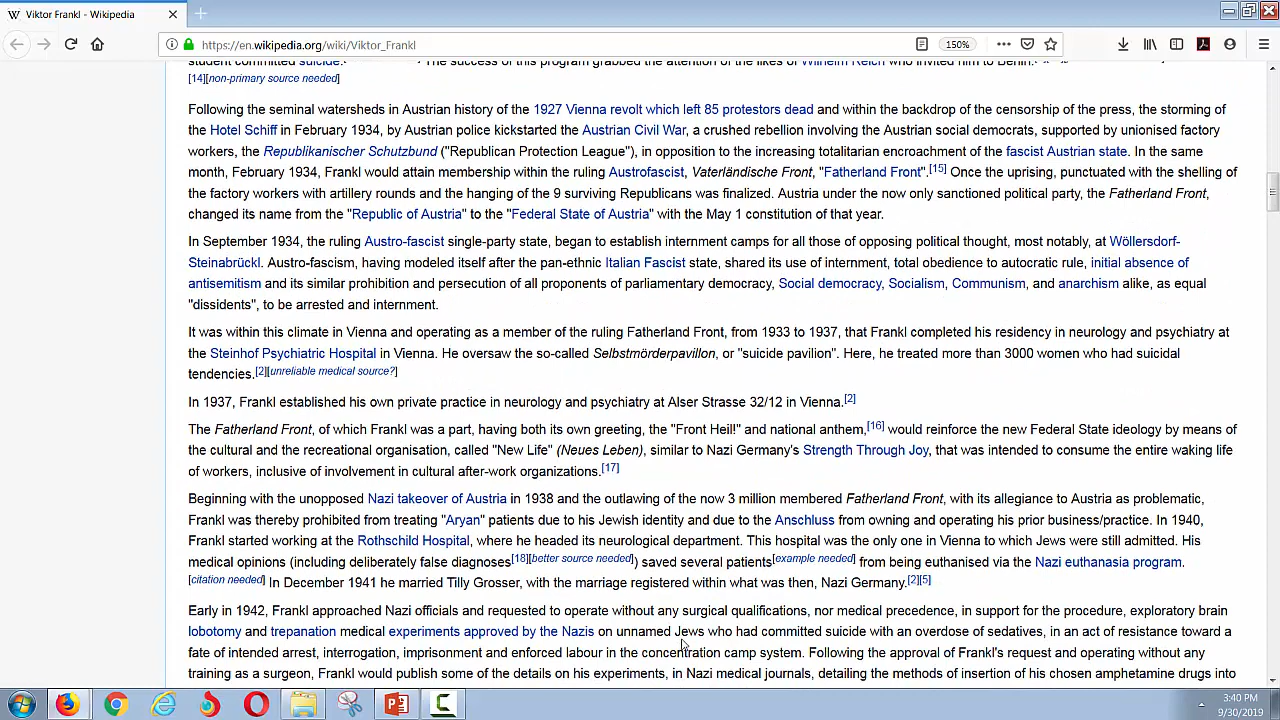 Viktor Frankl - Wikipedia
https://en.wikipedia.org/wiki/Viktor_Frankl
150%
student committed suicide. The success of this program grabbed the attention of the likes of Wilhelm Reich who invited him to Berlin.
[14][non-primary source needed]
Following the seminal watersheds in Austrian history of the 1927 Vienna revolt which left 85 protestors dead and within the backdrop of the censorship of the press, the storming of
the Hotel Schiff in February 1934, by Austrian police kickstarted the Austrian Civil War, a crushed rebellion involving the Austrian social democrats, supported by unionised factory
workers, the Republikanischer Schutzbund ("Republican Protection League"), in opposition to the increasing totalitarian encroachment of the fascist Austrian state. In the same
month, February 1934, Frankl would attain membership within the ruling Austrofascist, Vaterländische Front, "Fatherland Front".[15] Once the uprising, punctuated with the shelling of
the factory workers with artillery rounds and the hanging of the 9 surviving Republicans was finalized. Austria under the now only sanctioned political party, the Fatherland Front,
changed its name from the "Republic of Austria" to the "Federal State of Austria" with the May 1 constitution of that year.
In September 1934, the ruling Austro-fascist single-party state, began to establish internment camps for all those of opposing political thought, most notably, at Wöllersdorf-
Steinabrückl. Austro-fascism, having modeled itself after the pan-ethnic Italian Fascist state, shared its use of internment, total obedience to autocratic rule, initial absence of
antisemitism and its similar prohibition and persecution of all proponents of parliamentary democracy, Social democracy, Socialism, Communism, and anarchism alike, as equal
"dissidents", to be arrested and internment.
It was within this climate in Vienna and operating as a member of the ruling Fatherland Front, from 1933 to 1937, that Frankl completed his residency in neurology and psychiatry at
the Steinhof Psychiatric Hospital in Vienna. He oversaw the so-called Selbstmörderpavillon, or "suicide pavilion". Here, he treated more than 3000 women who had suicidal
tendencies.[2][unreliable medical source?]
In 1937, Frankl established his own private practice in neurology and psychiatry at Alser Strasse 32/12 in Vienna.[2]
The Fatherland Front, of which Frankl was a part, having both its own greeting, the "Front Heil!" and national anthem,[16] would reinforce the new Federal State ideology by means of
the cultural and the recreational organisation, called "New Life" (Neues Leben), similar to Nazi Germany's Strength Through Joy, that was intended to consume the entire waking life
of workers, inclusive of involvement in cultural after-work organizations.[17]
Beginning with the unopposed Nazi takeover of Austria in 1938 and the outlawing of the now 3 million membered Fatherland Front, with its allegiance to Austria as problematic,
Frankl was thereby prohibited from treating "Aryan" patients due to his Jewish identity and due to the Anschluss from owning and operating his prior business/practice. In 1940,
Frankl started working at the Rothschild Hospital, where he headed its neurological department. This hospital was the only one in Vienna to which Jews were still admitted. His
medical opinions (including deliberately false diagnoses[18][better source needed]) saved several patients[example needed] from being euthanised via the Nazi euthanasia program.
[citation needed] In December 1941 he married Tilly Grosser, with the marriage registered within what was then, Nazi Germany.[2][5]
Early in 1942, Frankl approached Nazi officials and requested to operate without any surgical qualifications, nor medical precedence, in support for the procedure, exploratory brain
lobotomy and trepanation medical experiments approved by the Nazis on unnamed Jews who had committed suicide with an overdose of sedatives, in an act of resistance toward a
fate of intended arrest, interrogation, imprisonment and enforced labour in the concentration camp system. Following the approval of Frankl's request and operating without any
training as a surgeon, Frankl would publish some of the details on his experiments, in Nazi medical journals, detailing the methods of insertion of his chosen amphetamine drugs into
3:40 PM
9/30/2019